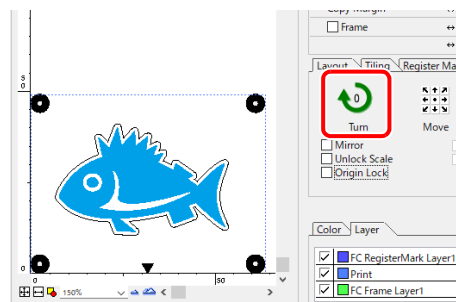 Copy Margin
Frame
Layout Tiling Register Ma
0
Turn Move
Mirror
Unlock Scale
Origin Lock
Color Layer
FC RegisterMark Layer1
Print
FC Frame Layer1
50
0
0 50
150%